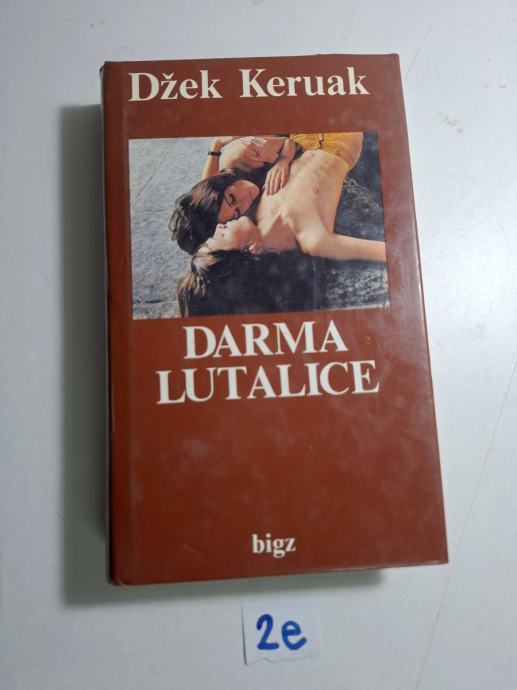 Džek Keruak
DARMA
LUTALICE
bigz
2e